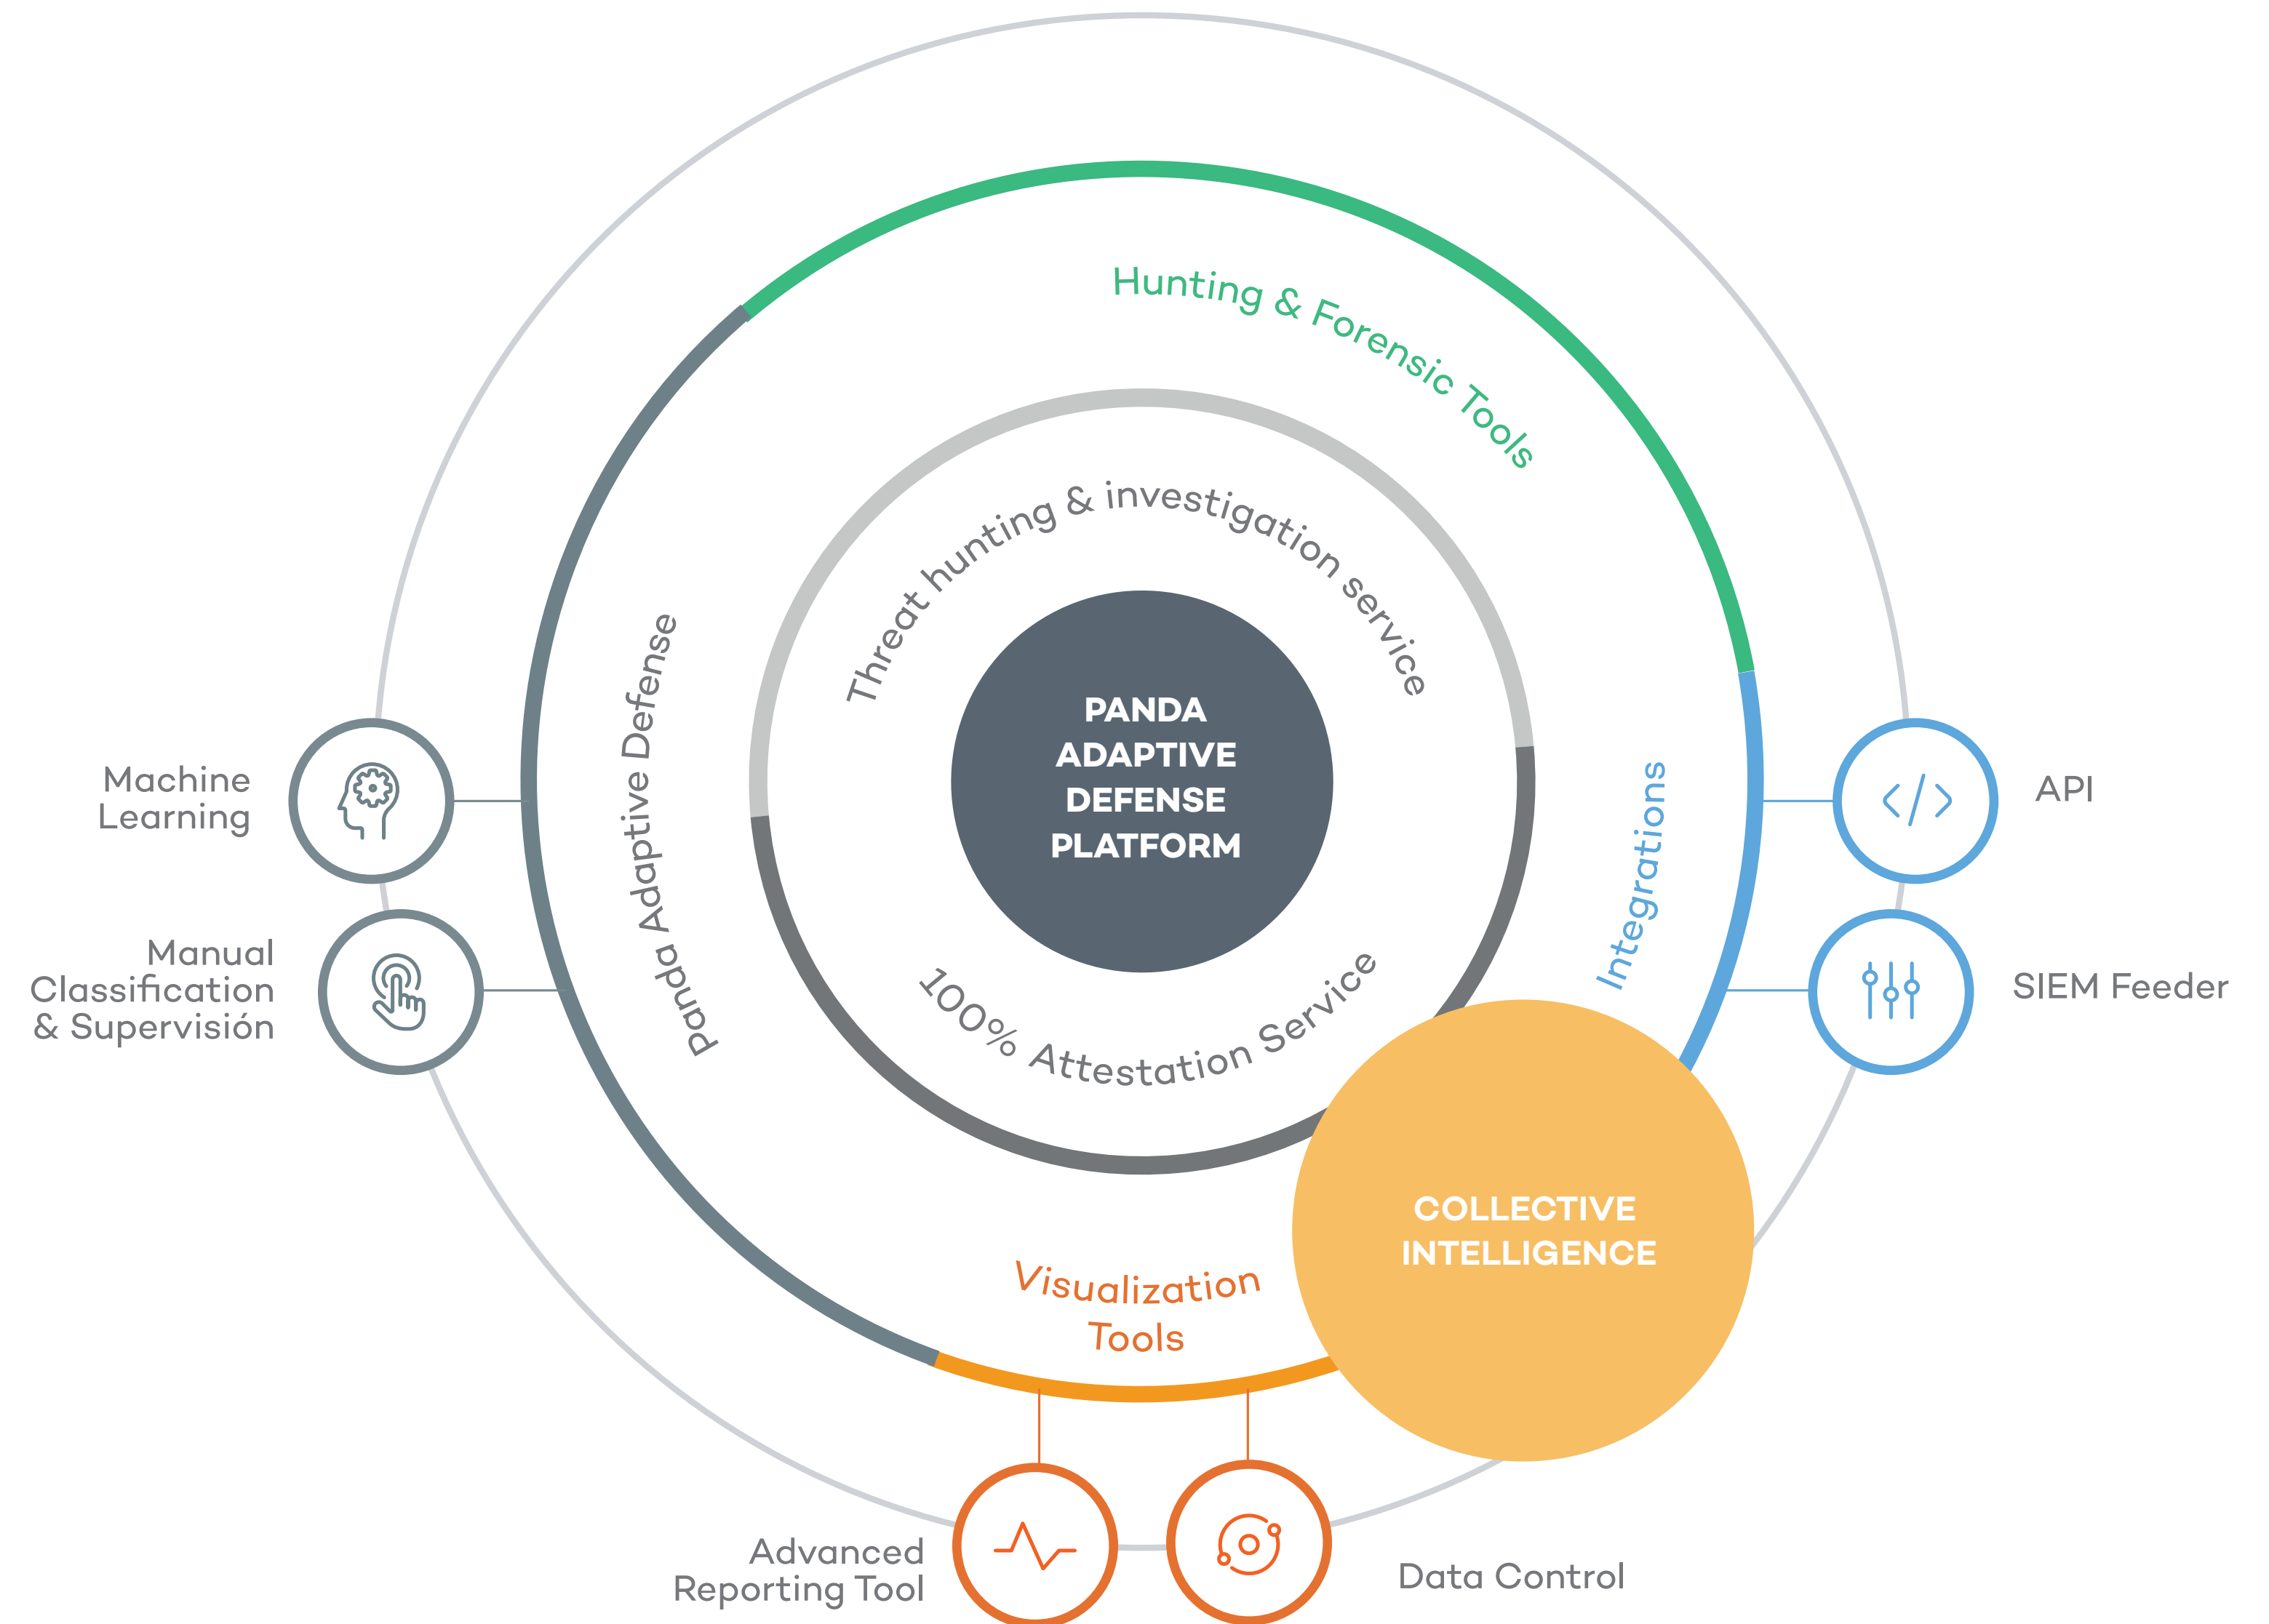 Hunting & Forensic Tools
Threat hunting & investigation service
PANDA
ADAPTIVE
DEFENSE
PLATFORM
100% Attestation Service
Panda Adaptive Defense
Integrations
Machine
Learning
Manual
Classification
& Supervisión
API
SIEM Feeder
COLLECTIVE
INTELLIGENCE
Visualization
Tools
Advanced
Reporting Tool
Data Control